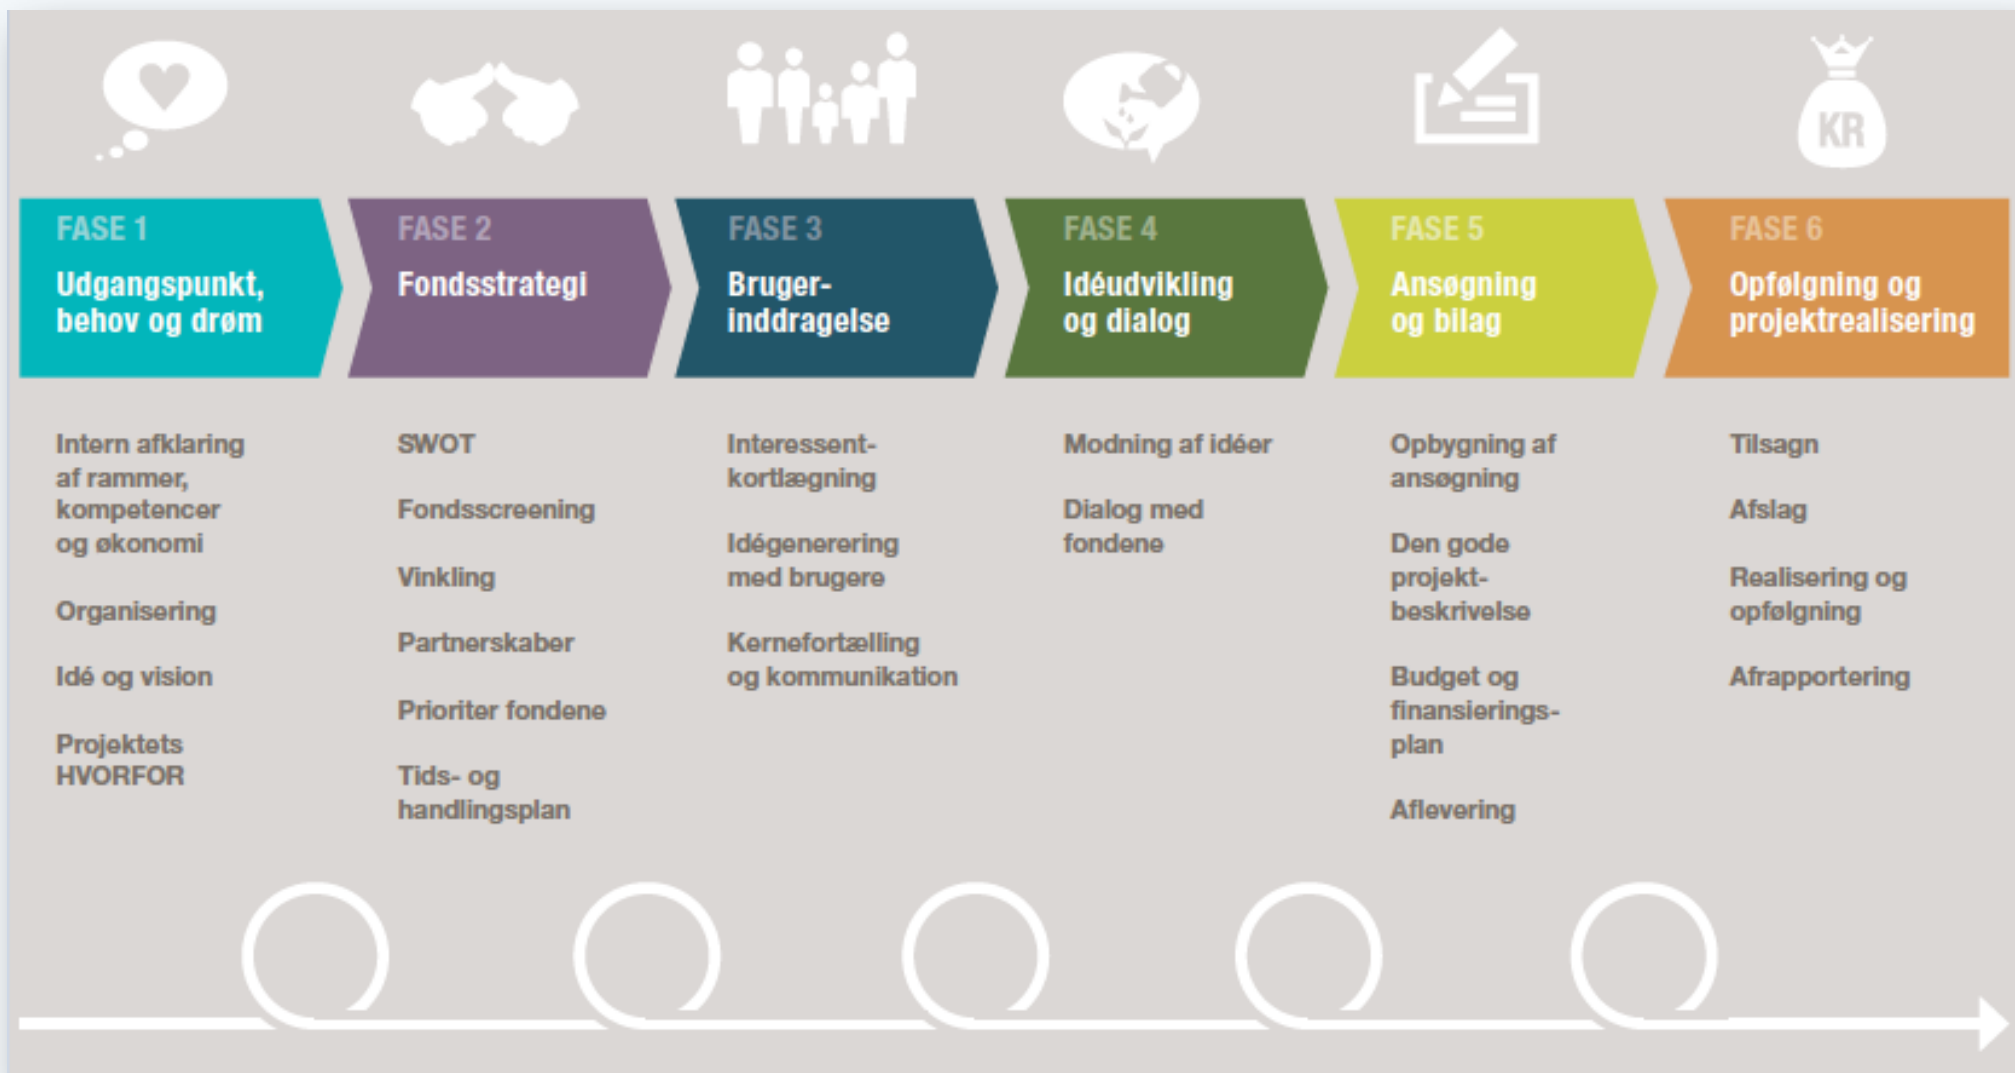 KR
FASE 1
Udgangspunkt,
behov og drøm
FASE 2
Fondsstrategi
FASE 3
Bruger-
inddragelse
FASE 4
Idéudvikling
og dialog
FASE 5
Ansøgning
og bilag
FASE 6
Opfølgning og
projektrealisering
Intern afklaring
af rammer,
kompetencer
og økonomi
Organisering
Idé og vision
Projektets
HVORFOR
SWOT
Fondsscreening
Vinkling
Partnerskaber
Prioriter fondene
Tids- og
handlingsplan
Interessent-
kortlægning
Idégenerering
med brugere
Kernefortælling
og kommunikation
Modning af idéer
Dialog med
fondene
Opbygning af
ansøgning
Den gode
projekt-
beskrivelse
Budget og
finansierings-
plan
Aflevering
Tilsagn
Afslag
Realisering og
opfølgning
Afrapportering